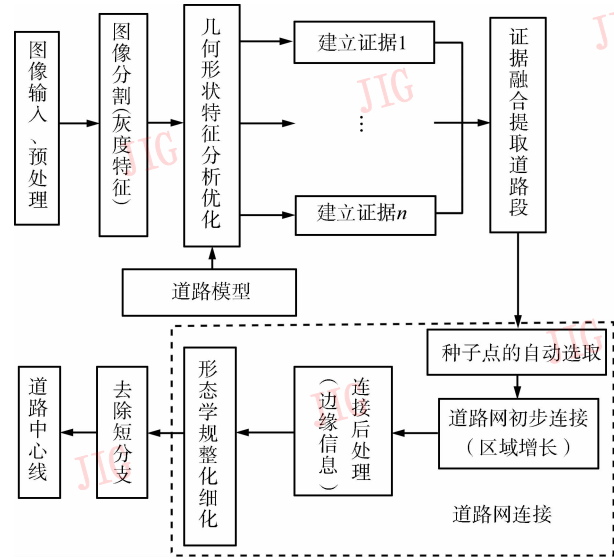 图像输入、预处理
图像分割(灰度特征)
几何形状特征分析优化
建立证据1
⋮
建立证据n
证据融合提取道路段
道路模型
种子点的自动选取
道路网初步连接
(区域增长)
连接后处理
(边缘信息)
形态学规整化细化
去除短分支
道路中心线
道路网连接
JIG
JIG
JIG
JIG
JIG
JIG